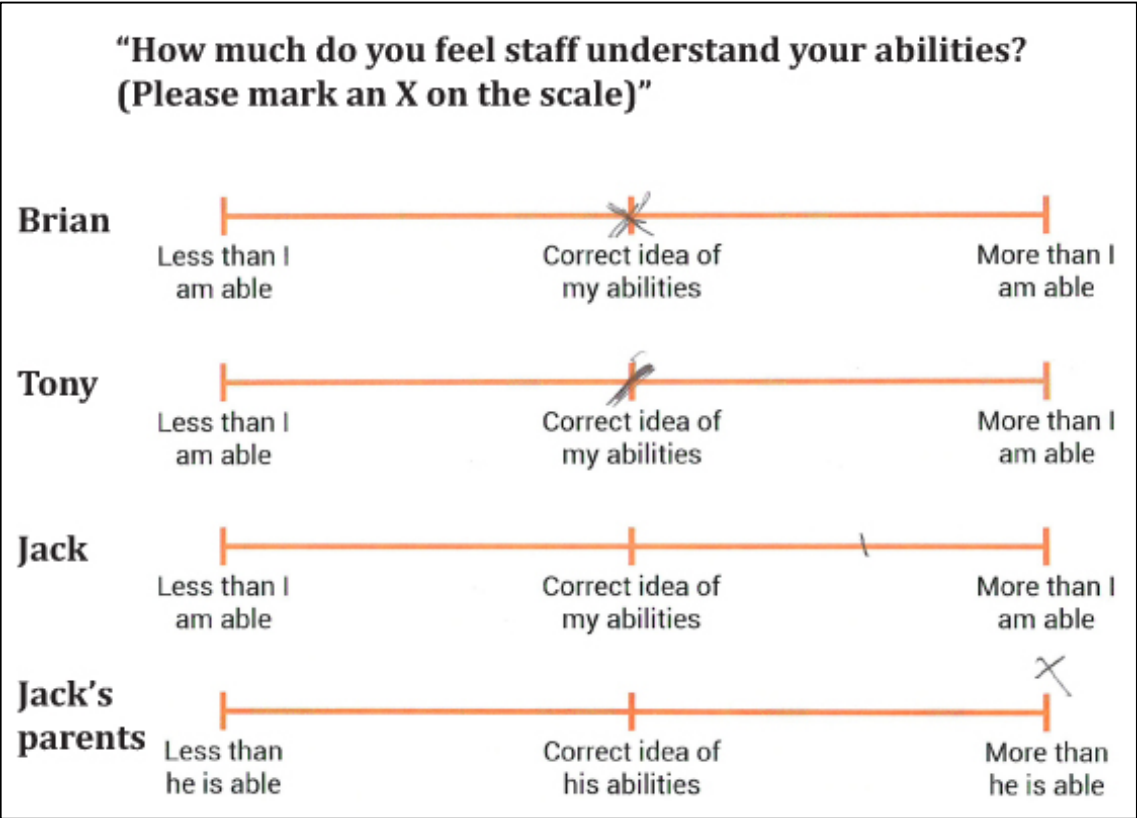 “How much do you feel staff understand your abilities?
(Please mark an X on the scale)”
Brian
Less than I
am able
Correct idea of
my abilities
More than I
am able
Tony
Less than I
am able
Correct idea of
my abilities
More than I
am able
Jack
Less than I
am able
Correct idea of
my abilities
More than I
am able
Jack’s
parents
Less than
he is able
Correct idea of
his abilities
More than
he is able